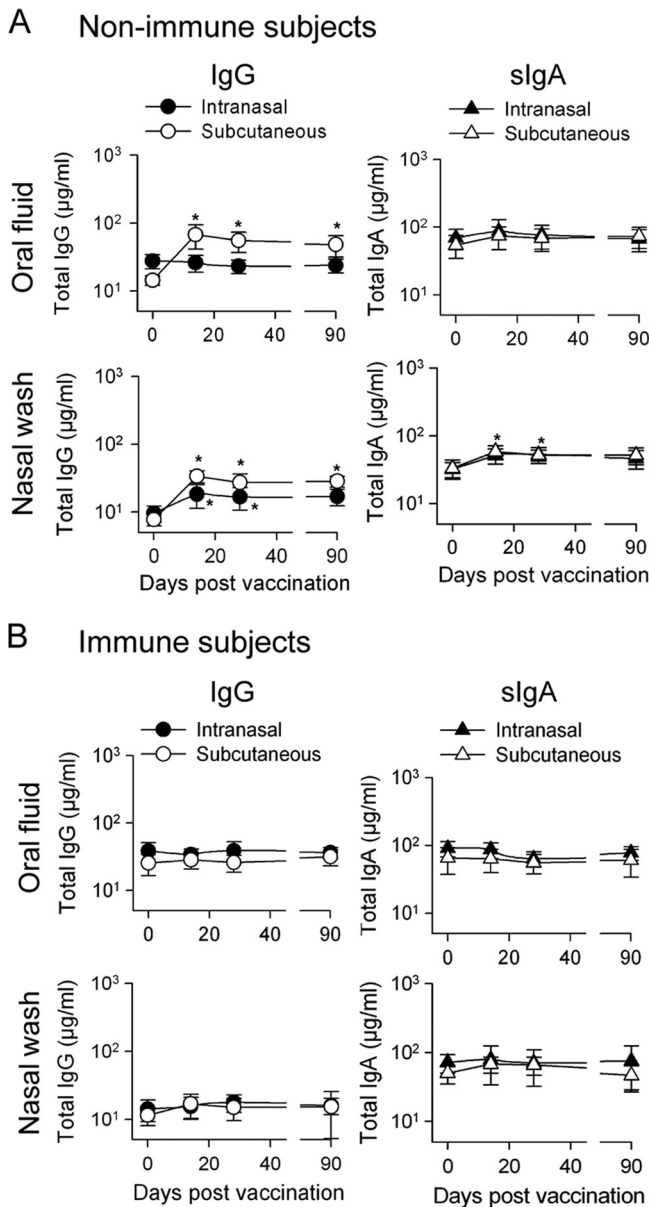 A Non-immune subjects
IgG sIgA
Intranasal Intranasal
Subcutaneous Subcutaneous
Oral fluid
Total IgG (µg/ml)
10³
10²
10¹
* * *
0 20 40 90
Total IgA (µg/ml)
10³
10²
10¹
0 20 40 90
Nasal wash
Total IgG (µg/ml)
10³
10²
10¹
* * *
* *
0 20 40 90
Days post vaccination
Total IgA (µg/ml)
10³
10²
10¹
* *
0 20 40 90
Days post vaccination
B Immune subjects
IgG sIgA
Intranasal Intranasal
Subcutaneous Subcutaneous
Oral fluid
Total IgG (µg/ml)
10³
10²
10¹
0 20 40 90
Total IgA (µg/ml)
10³
10²
10¹
0 20 40 90
Nasal wash
Total IgG (µg/ml)
10³
10²
10¹
0 20 40 90
Days post vaccination
Total IgA (µg/ml)
10³
10²
10¹
0 20 40 90
Days post vaccination